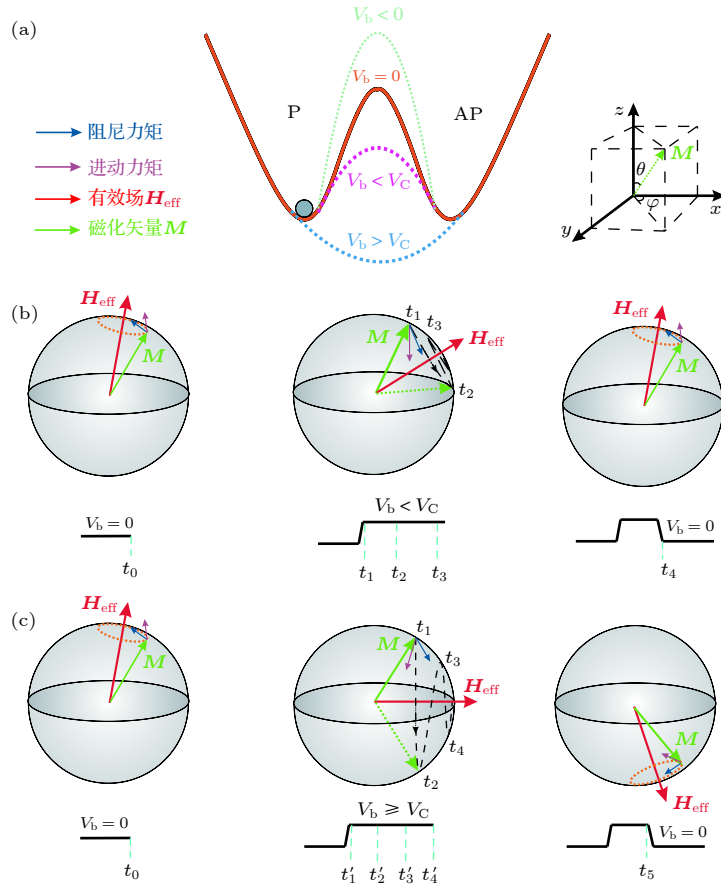 (a)
V_b < 0
V_b = 0
P
AP
V_b < V_C
V_b > V_C
阻尼力矩
进动力矩
有效场H_eff
磁化矢量M
z
M
θ
φ
x
y
(b)
H_eff
M
V_b = 0
t_0
t_1
t_3
M
H_eff
t_2
V_b < V_C
t_1 t_2 t_3
H_eff
M
V_b = 0
t_4
(c)
H_eff
M
V_b = 0
t_0
t_1
M
t_3
H_eff
t_4
t_2
V_b ⩾ V_C
t′_1 t′_2 t′_3 t′_4
M
H_eff
V_b = 0
t_5